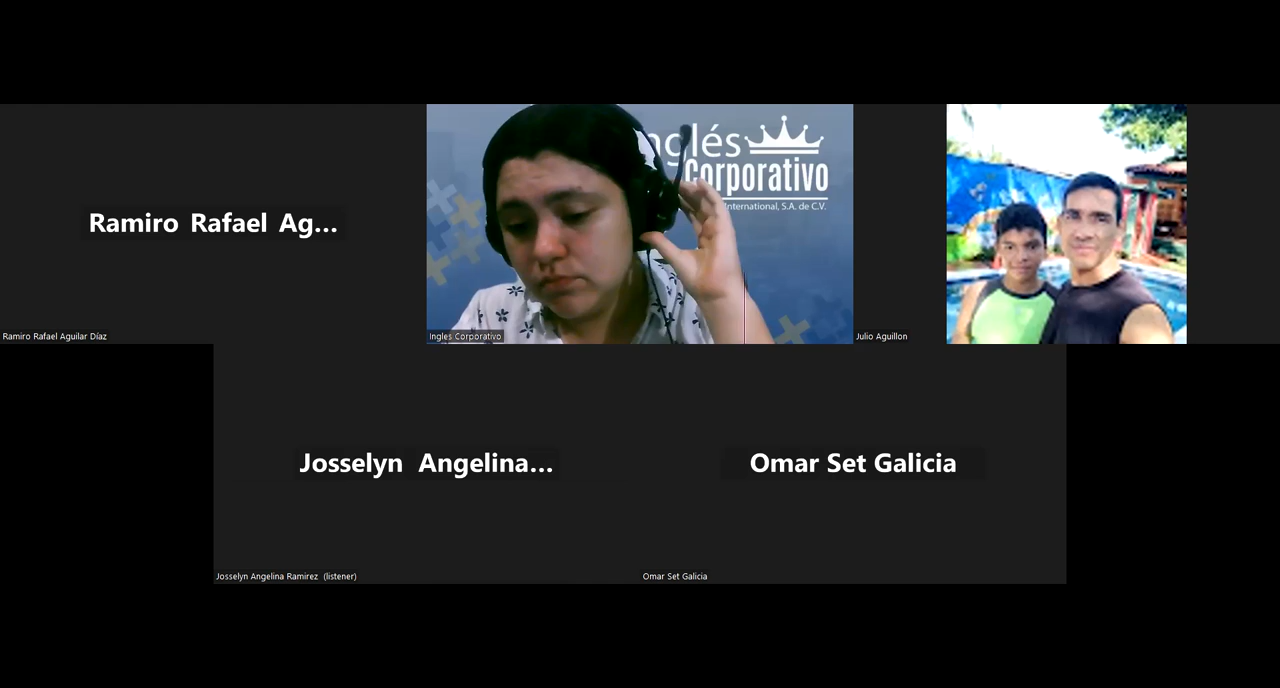 Ramiro Rafael Ag...
Ramiro Rafael Aguilar Díaz
nglés
Corporativo
International, S.A. de C.V.
Ingles Corporativo
Julio Aguillon
Josselyn Angelina...
Josselyn Angelina Ramirez (listener)
Omar Set Galicia
Omar Set Galicia